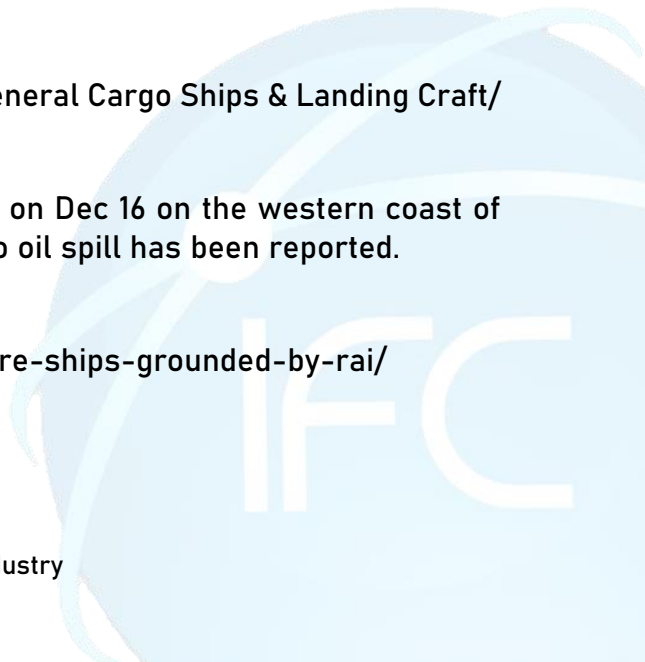 eneral Cargo Ships & Landing Craft/
on Dec 16 on the western coast of
oil spill has been reported.
re-ships-grounded-by-rai/
IFC
ustry